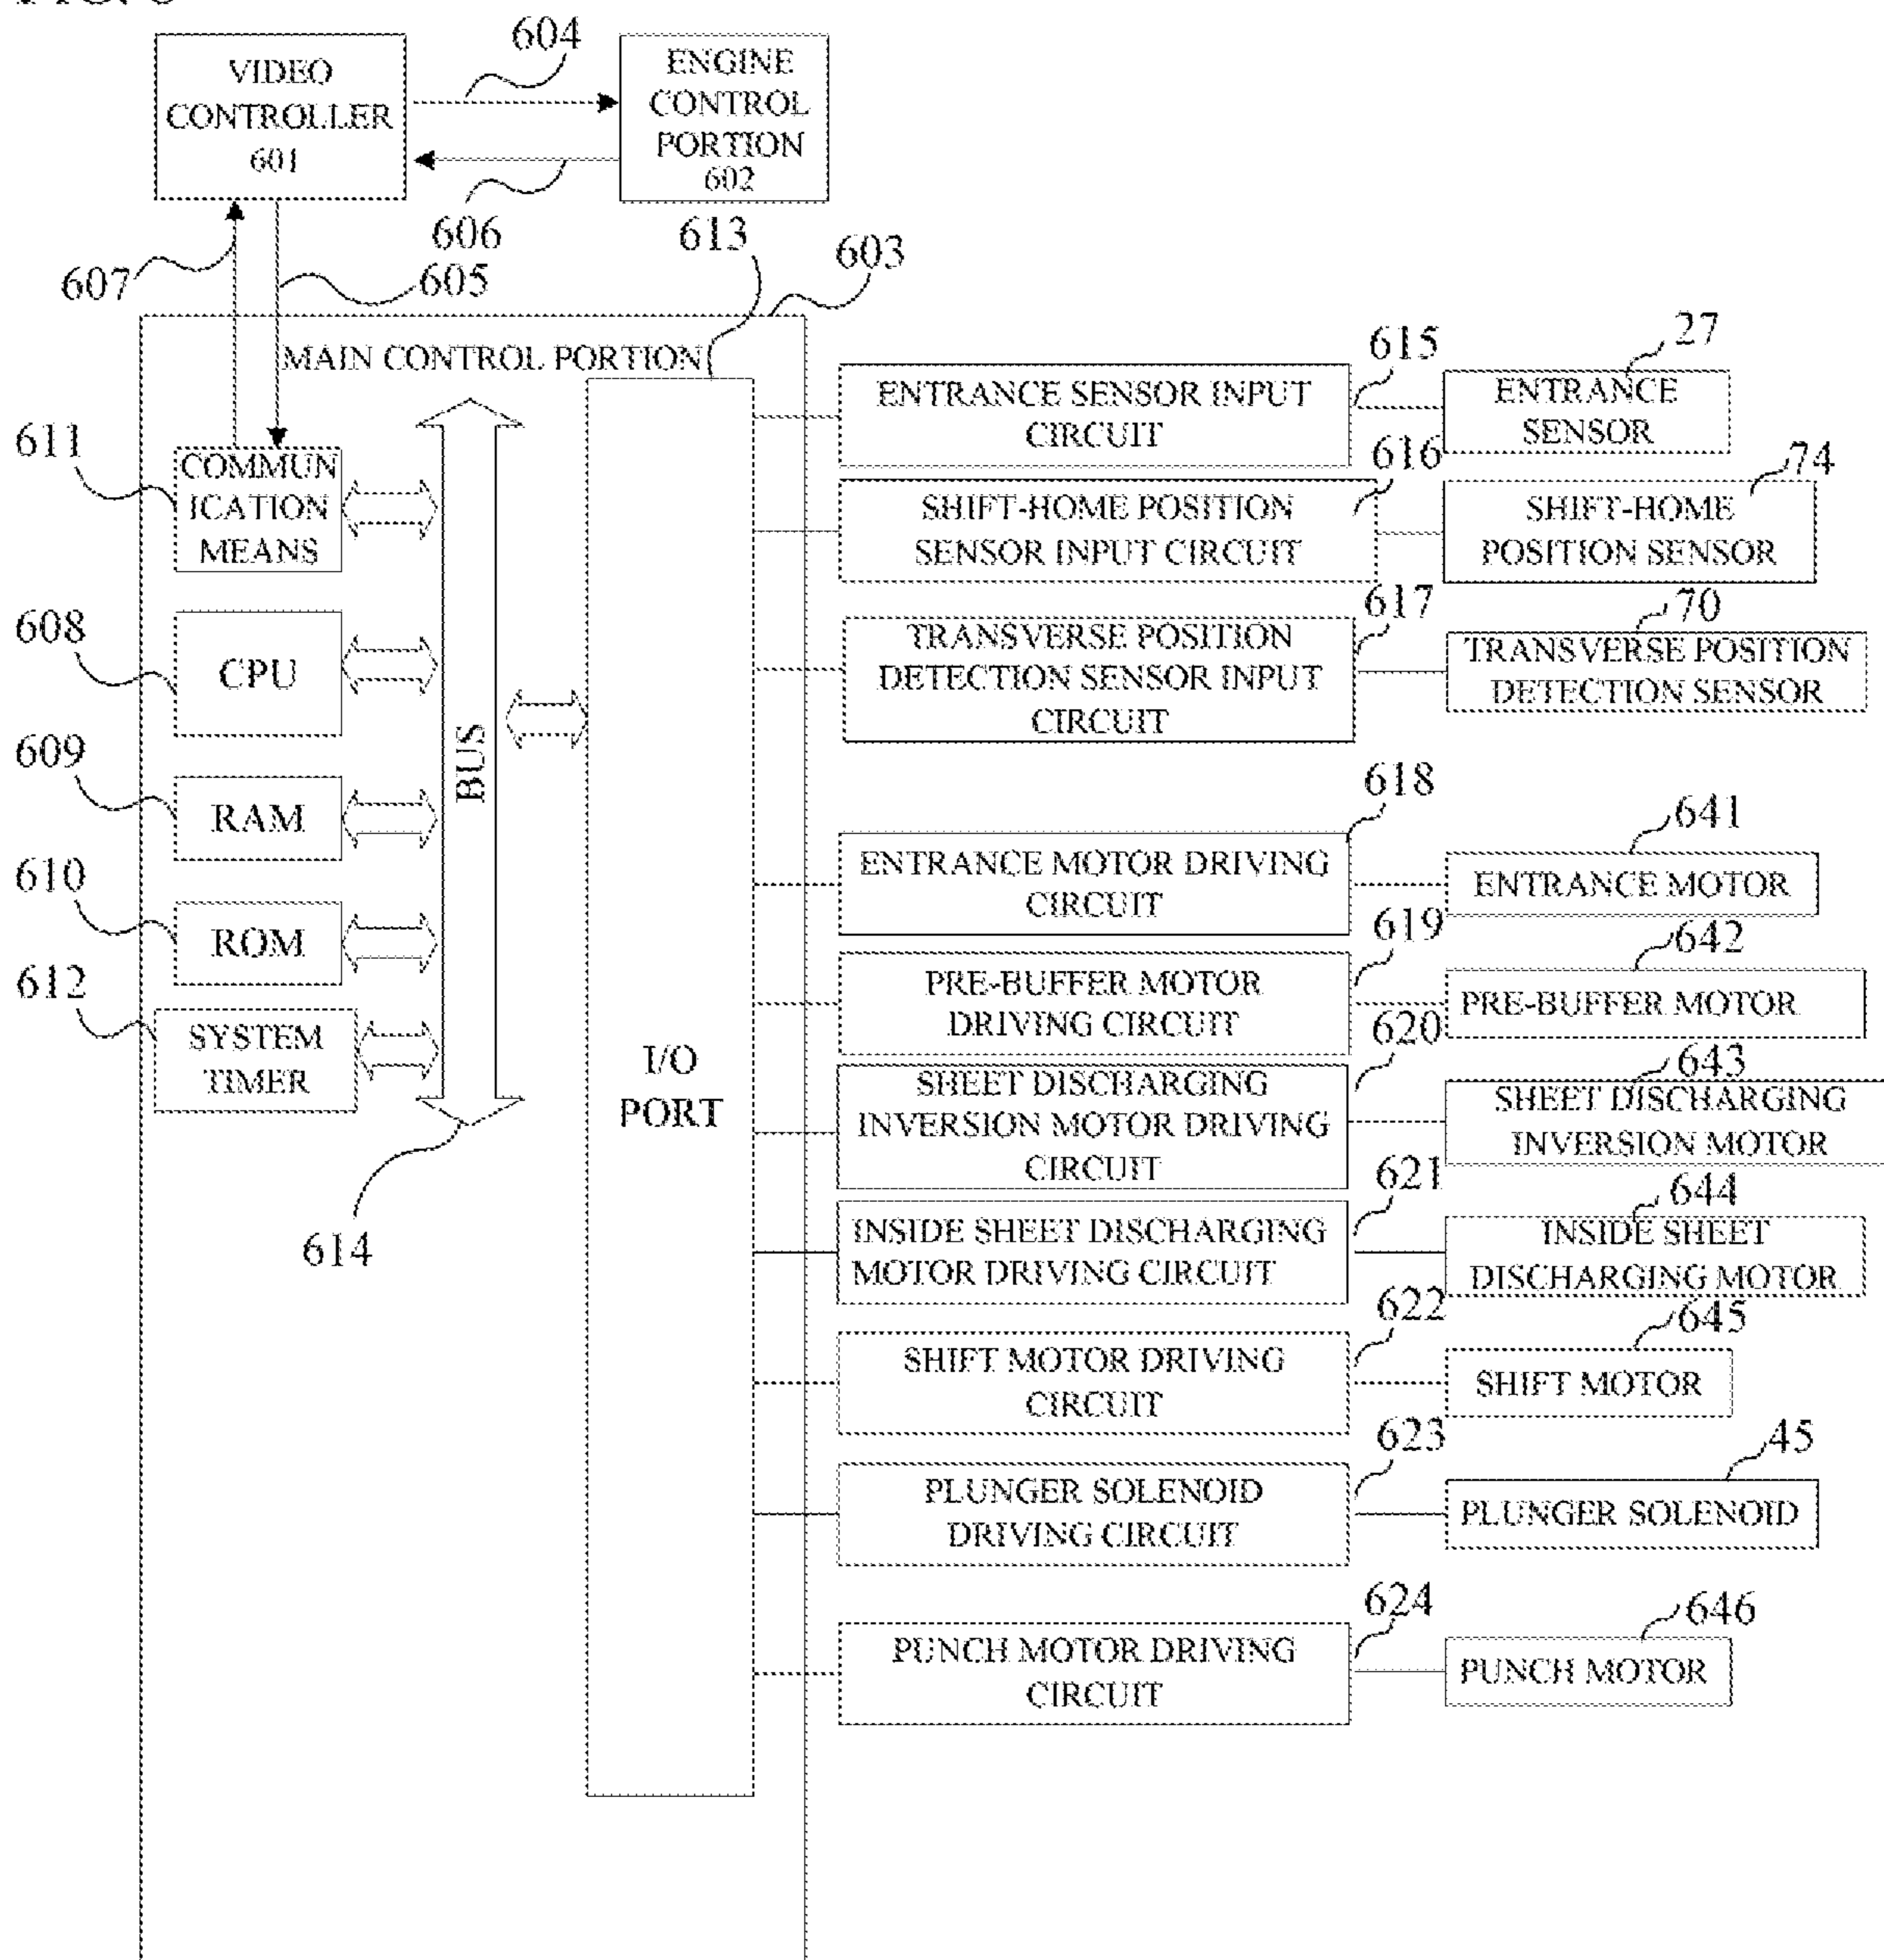 VIDEO
CONTROLLER
601
604
ENGINE
CONTROL
PORTION
602
606
607
605
613
603
MAIN CONTROL PORTION
611
COMMUN
ICATION
MEANS
608
CPU
609
RAM
610
ROM
612
SYSTEM
TIMER
BUS
614
I/O
PORT
ENTRANCE SENSOR INPUT
CIRCUIT
615
27
ENTRANCE
SENSOR
SHIFT-HOME POSITION
SENSOR INPUT CIRCUIT
616
74
SHIFT-HOME
POSITION SENSOR
TRANSVERSE POSITION
DETECTION SENSOR INPUT
CIRCUIT
617
70
TRANSVERSE POSITION
DETECTION SENSOR
ENTRANCE MOTOR DRIVING
CIRCUIT
618
641
ENTRANCE MOTOR
PRE-BUFFER MOTOR
DRIVING CIRCUIT
619
642
PRE-BUFFER MOTOR
SHEET DISCHARGING
INVERSION MOTOR DRIVING
CIRCUIT
620
643
SHEET DISCHARGING
INVERSION MOTOR
INSIDE SHEET DISCHARGING
MOTOR DRIVING CIRCUIT
621
644
INSIDE SHEET
DISCHARGING MOTOR
SHIFT MOTOR DRIVING
CIRCUIT
622
645
SHIFT MOTOR
PLUNGER SOLENOID
DRIVING CIRCUIT
623
45
PLUNGER SOLENOID
PUNCH MOTOR DRIVING
CIRCUIT
624
646
PUNCH MOTOR